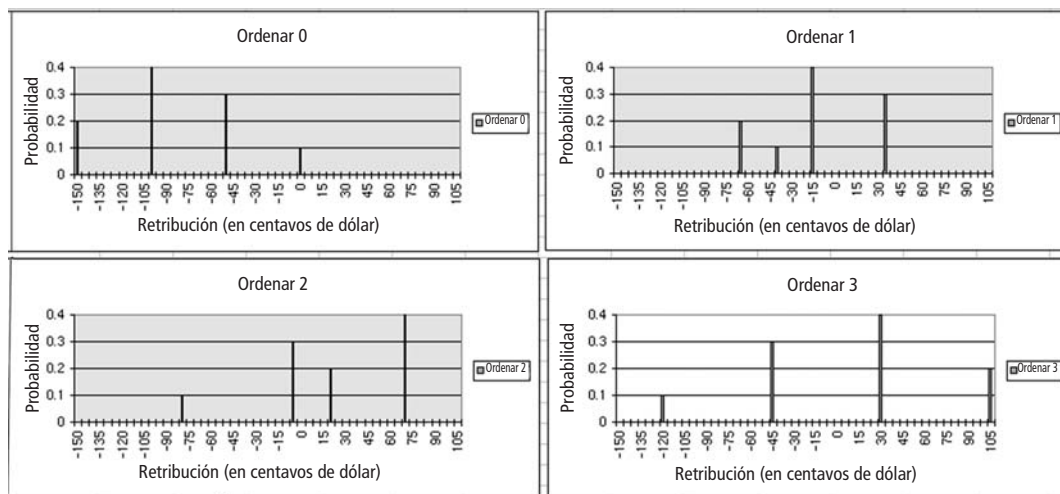 Ordenar 0
Probabilidad
0.4
0.3
0.2
0.1
0
Ordenar 0
-150 -135 -120 -105 -90 -75 -60 -45 -30 -15 0 15 30 45 60 75 90 105
Retribución (en centavos de dólar)
Ordenar 1
Probabilidad
0.4
0.3
0.2
0.1
0
Ordenar 1
-150 -135 -120 -105 -90 -75 -60 -45 -30 -15 0 15 30 45 60 75 90 105
Retribución (en centavos de dólar)
Ordenar 2
Probabilidad
0.4
0.3
0.2
0.1
0
Ordenar 2
-150 -135 -120 -105 -90 -75 -60 -45 -30 -15 0 15 30 45 60 75 90 105
Retribución (en centavos de dólar)
Ordenar 3
Probabilidad
0.4
0.3
0.2
0.1
0
Ordenar 3
-150 -135 -120 -105 -90 -75 -60 -45 -30 -15 0 15 30 45 60 75 90 105
Retribución (en centavos de dólar)